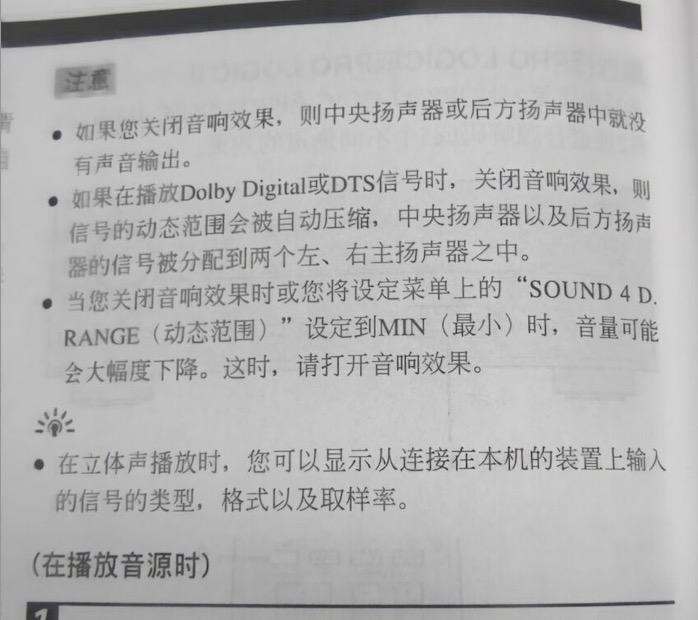 注意
● 如果您关闭音响效果，则中央扬声器或后方扬声器中就没
有声音输出。
● 如果在播放Dolby Digital或DTS信号时，关闭音响效果，则
信号的动态范围会被自动压缩，中央扬声器以及后方扬声
器的信号被分配到两个左、右主扬声器之中。
● 当您关闭音响效果时或您将设定菜单上的“SOUND 4 D.
RANGE（动态范围）”设定到MIN（最小）时，音量可能
会大幅度下降。这时，请打开音响效果。
● 在立体声播放时，您可以显示从连接在本机的装置上输入
的信号的类型，格式以及取样率。
(在播放音源时)
1